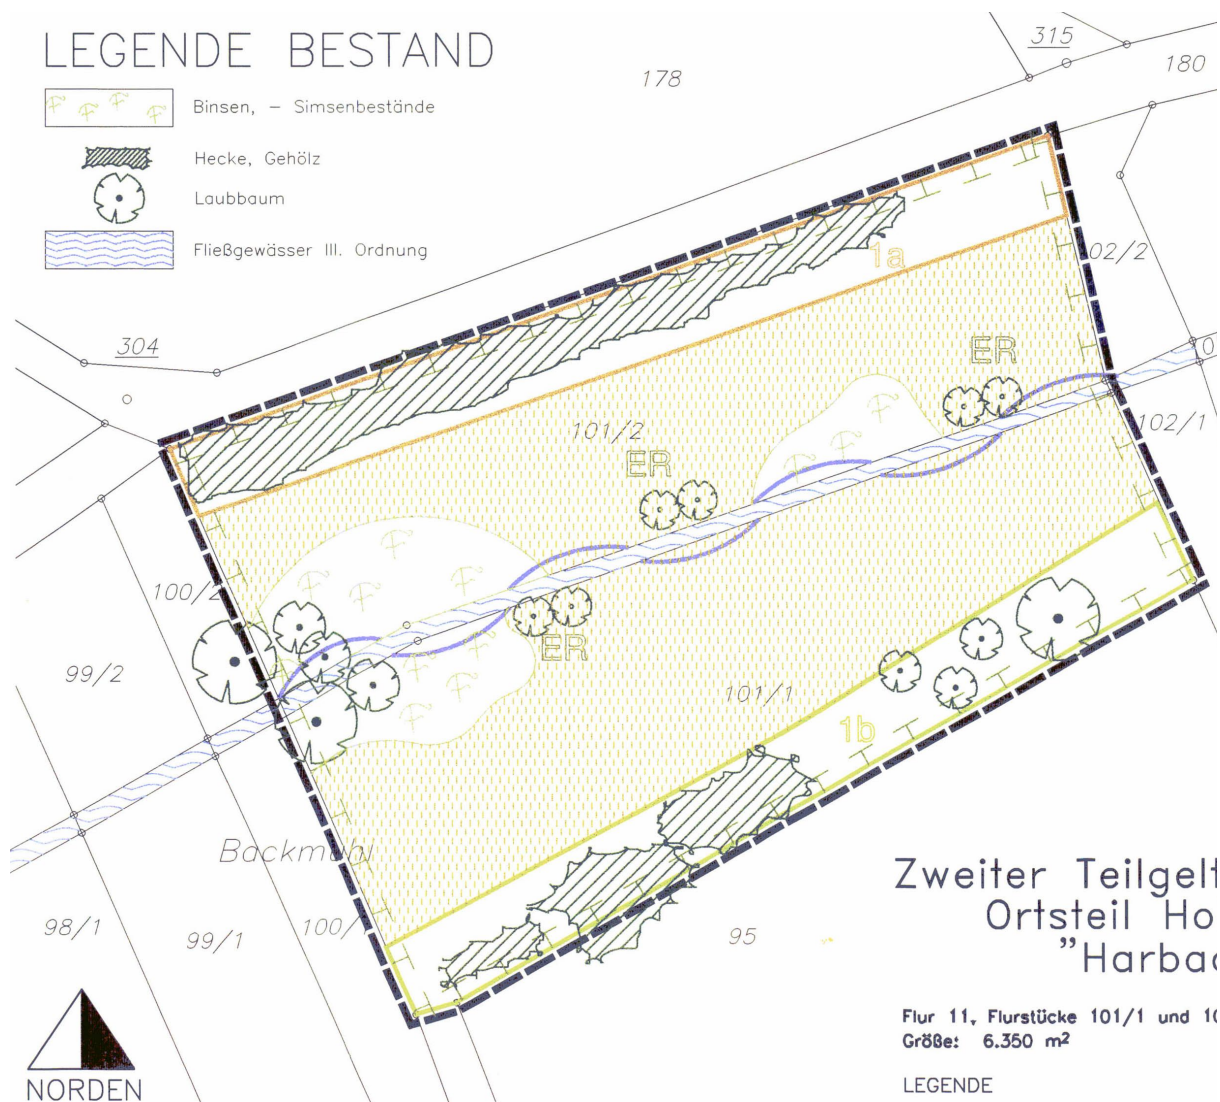 LEGENDE BESTAND
Binsen, – Simsenbestände
Hecke, Gehölz
Laubbaum
Fließgewässer III. Ordnung
178
315
180
304
1a
02/2
ER
101/2
102/1
ER
100/2
99/2
ER
101/1
1b
Backmühl
98/1
99/1
100/
95
Zweiter Teilgelt
Ortsteil Ho
"Harbac
Flur 11, Flurstücke 101/1 und 10
Größe: 6.350 m²
LEGENDE
NORDEN